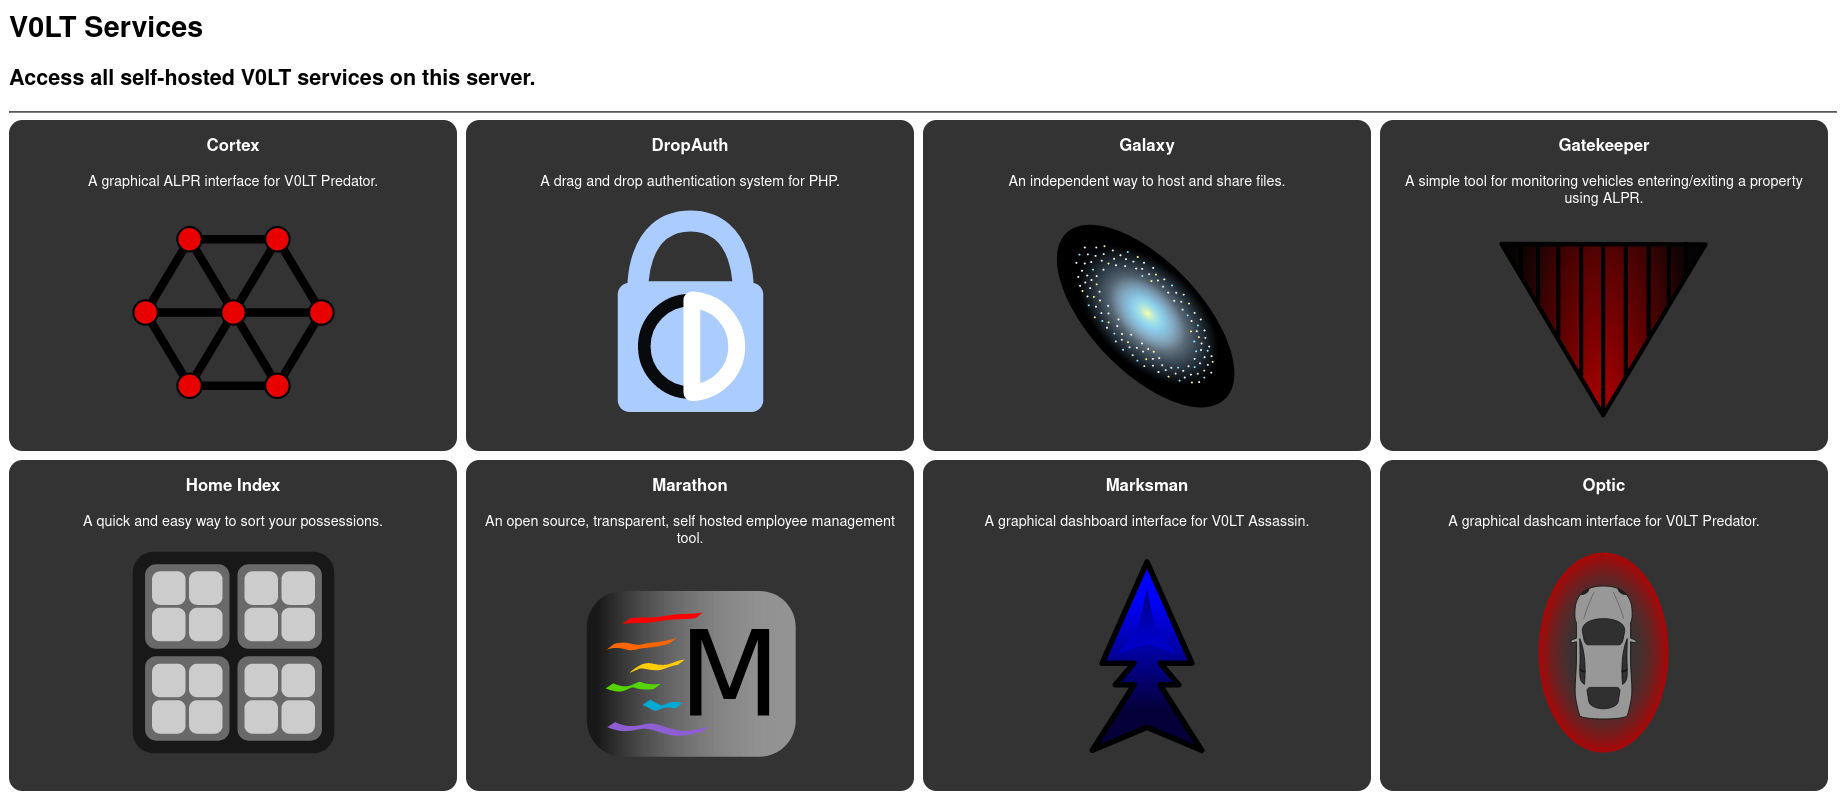 V0LT Services
Access all self-hosted V0LT services on this server.
Cortex
A graphical ALPR interface for V0LT Predator.
DropAuth
A drag and drop authentication system for PHP.
Galaxy
An independent way to host and share files.
Gatekeeper
A simple tool for monitoring vehicles entering/exiting a property
using ALPR.
Home Index
A quick and easy way to sort your possessions.
Marathon
An open source, transparent, self hosted employee management
tool.
M
Marksman
A graphical dashboard interface for V0LT Assassin.
Optic
A graphical dashcam interface for V0LT Predator.